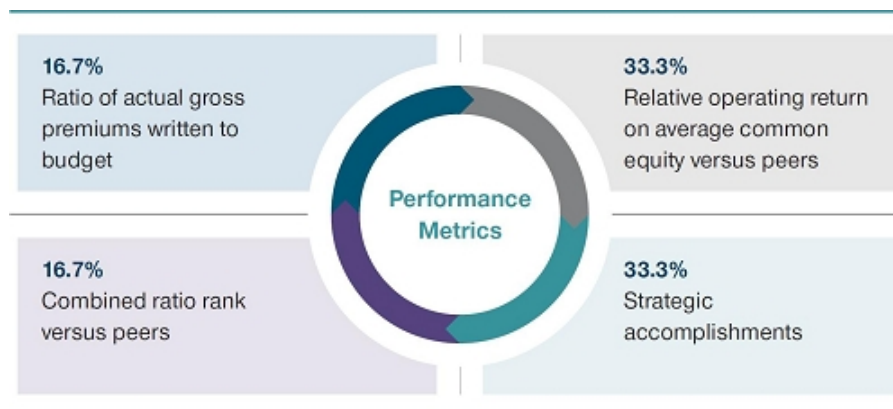 16.7%
Ratio of actual gross
premiums written to
budget
33.3%
Relative operating return
on average common
equity versus peers
Performance
Metrics
16.7%
Combined ratio rank
versus peers
33.3%
Strategic
accomplishments